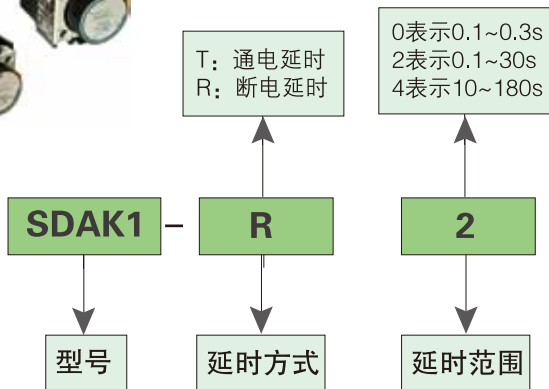 T：通电延时
R：断电延时
0表示0.1~0.3s
2表示0.1~30s
4表示10~180s
SDAK1 – R 2
型号 延时方式 延时范围